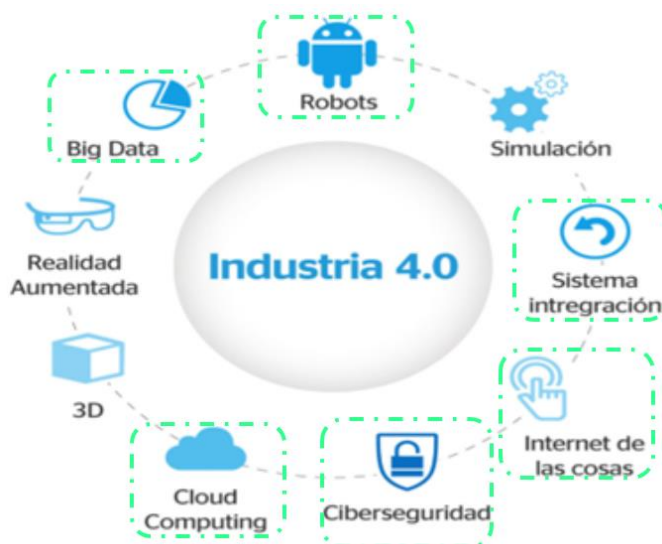 Robots
Big Data
Simulación
Realidad
Aumentada
Industria 4.0
Sistema
intregración
3D
Internet de
las cosas
Cloud
Computing
Ciberseguridad